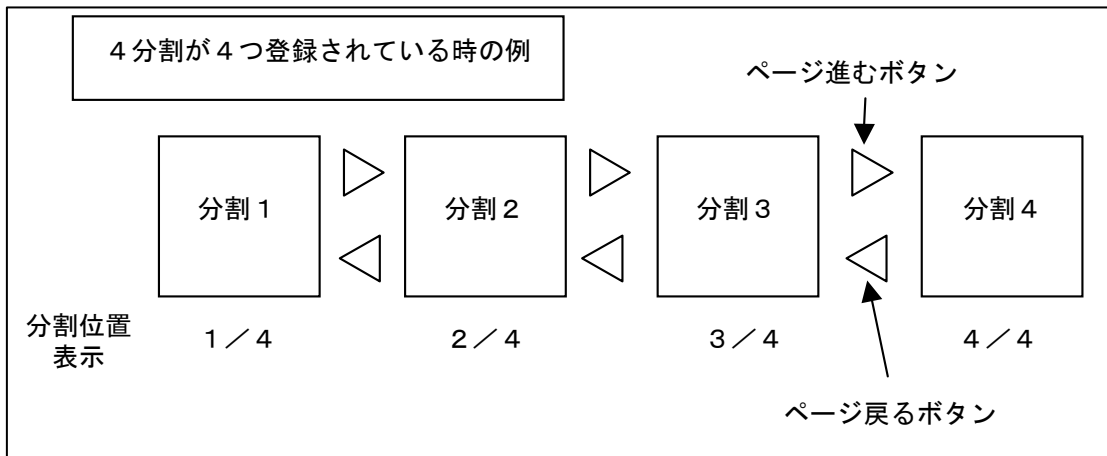 ４分割が４つ登録されている時の例
ページ進むボタン
分割１
分割２
分割３
分割４
分割位置
表示
１／４
２／４
３／４
４／４
ページ戻るボタン